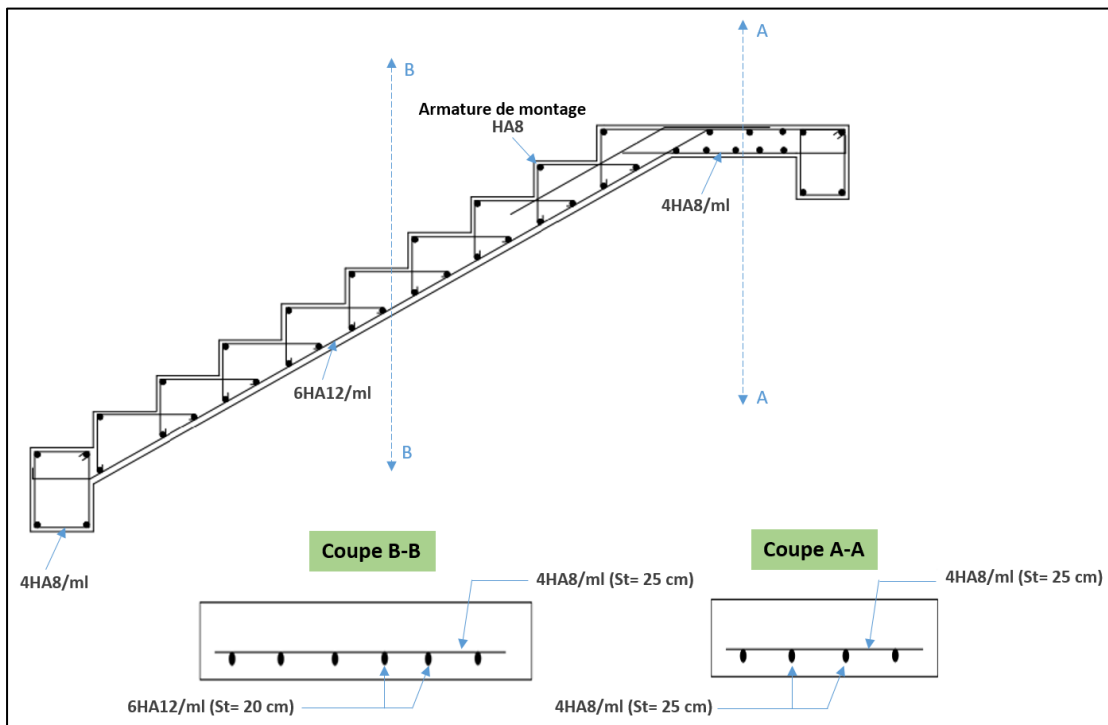 A
B
Armature de montage
HA8
4HA8/ml
6HA12/ml
A
B
4HA8/ml
Coupe B-B
Coupe A-A
4HA8/ml (St= 25 cm)
4HA8/ml (St= 25 cm)
6HA12/ml (St= 20 cm)
4HA8/ml (St= 25 cm)